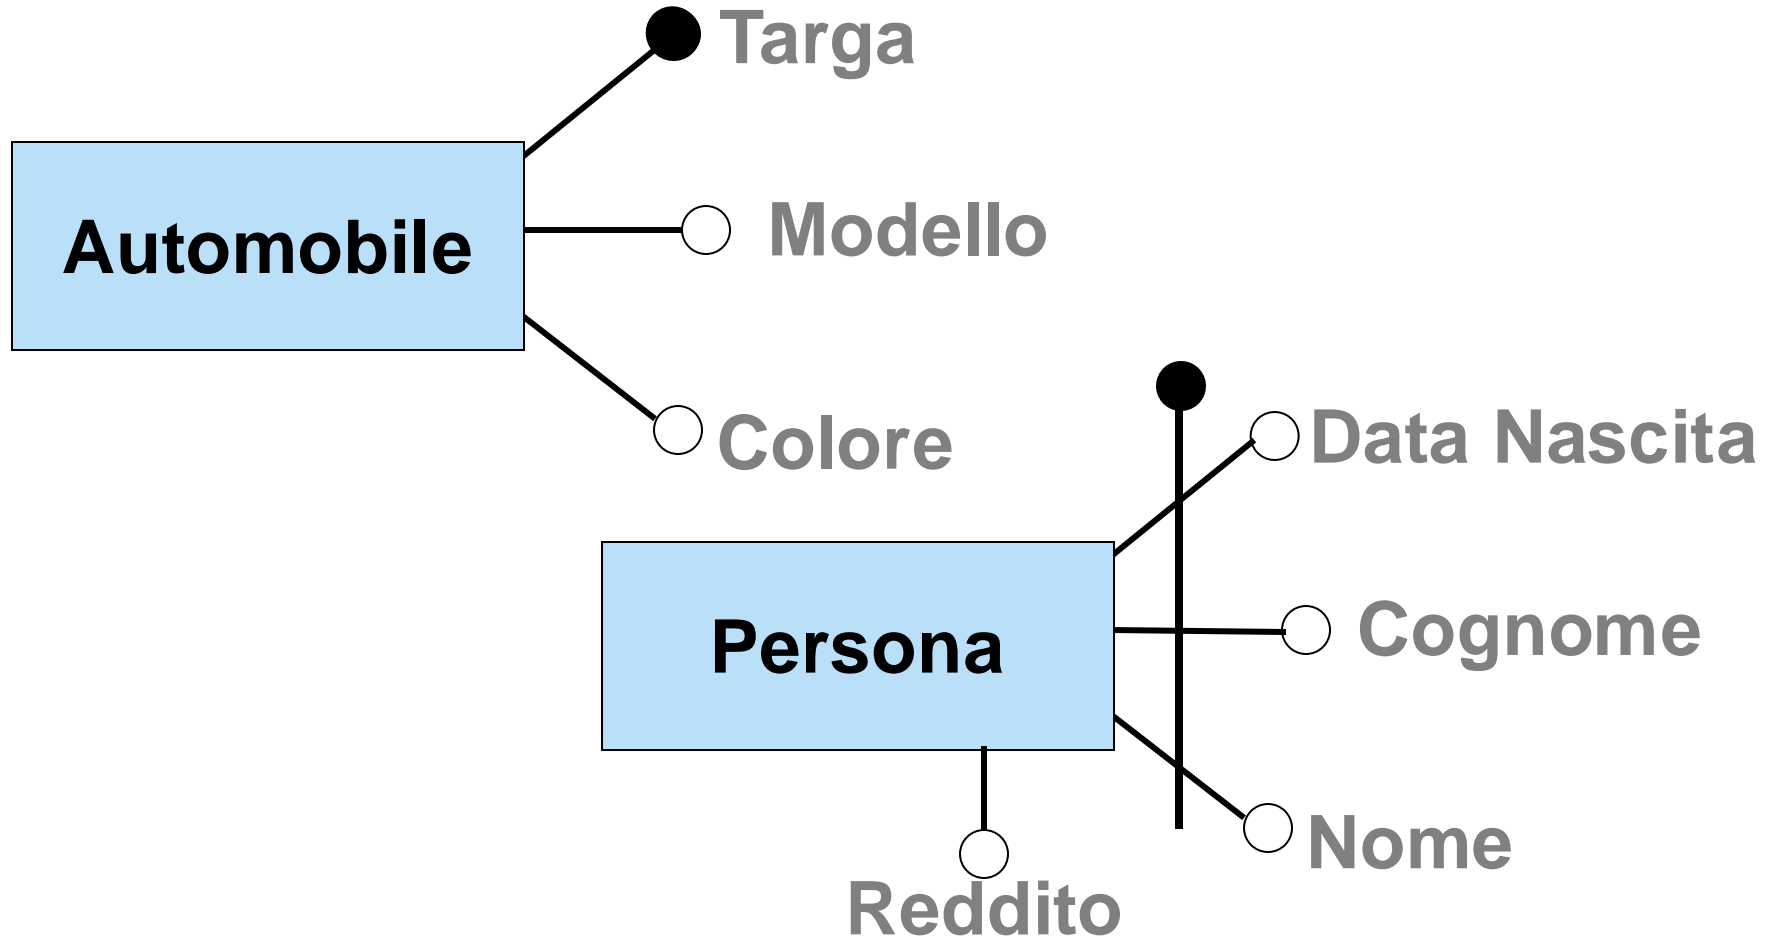 Targa
Automobile
Modello
Colore
Data Nascita
Persona
Cognome
Nome
Reddito